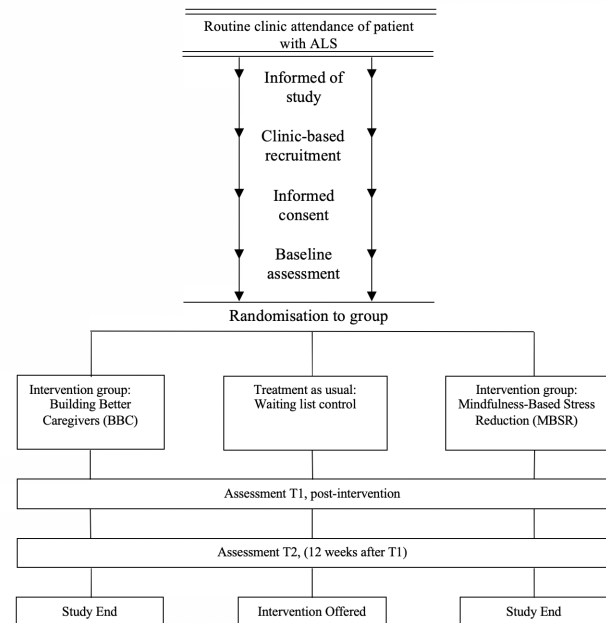 Routine clinic attendance of patient
with ALS
Informed of
study
Clinic-based
recruitment
Informed
consent
Baseline
assessment
Randomisation to group
Intervention group:
Building Better
Caregivers (BBC)
Treatment as usual:
Waiting list control
Intervention group:
Mindfulness-Based Stress
Reduction (MBSR)
Assessment T1, post-intervention
Assessment T2, (12 weeks after T1)
Study End
Intervention Offered
Study End